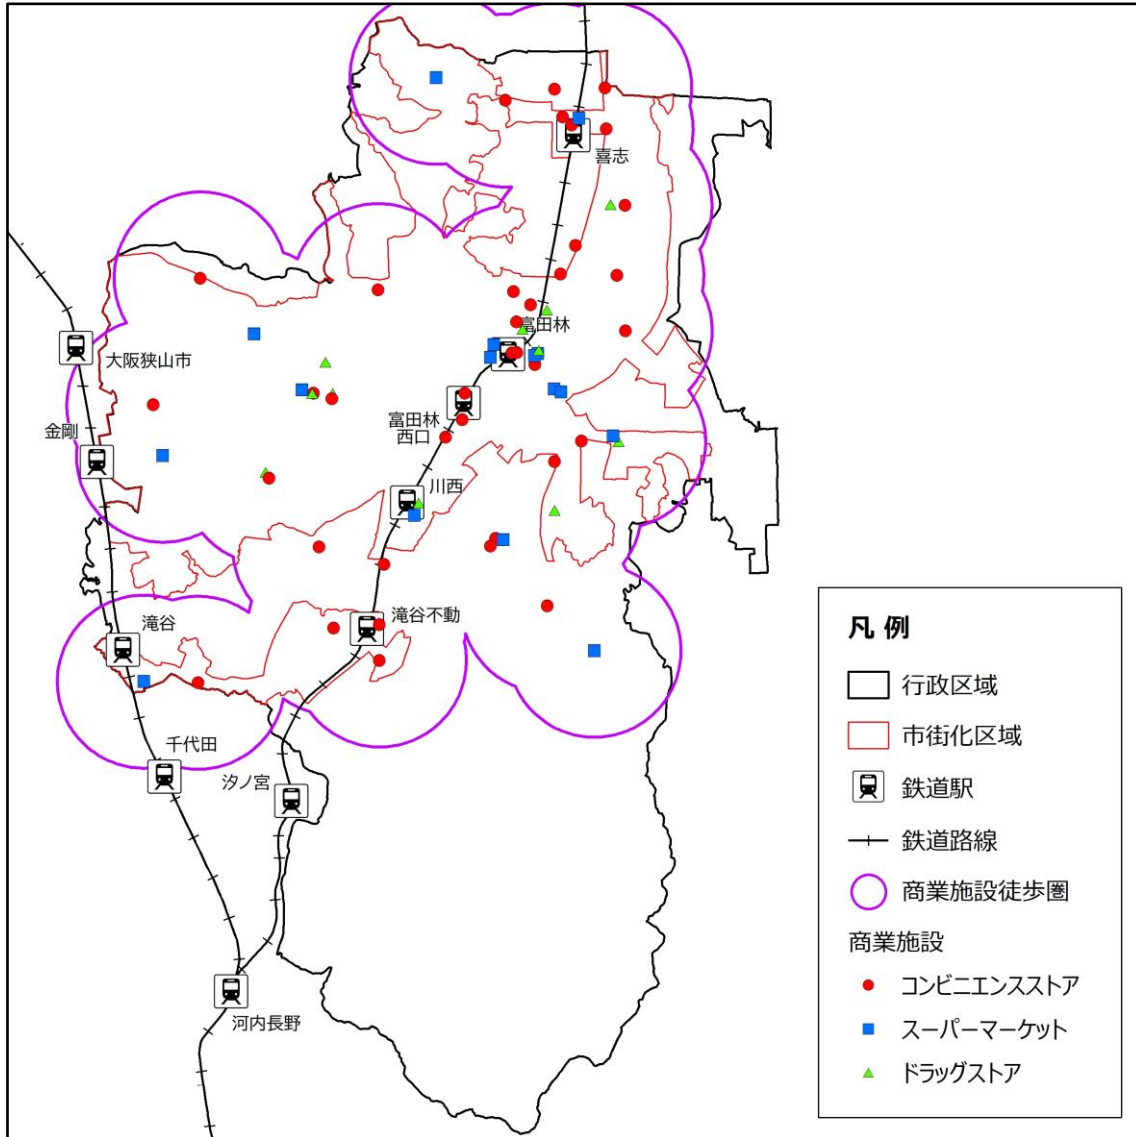 喜志
富田林
大阪狭山市
富田林
西口
金剛
川西
滝谷不動
滝谷
千代田
汐ノ宮
河内長野
凡 例
行政区域
市街化区域
鉄道駅
鉄道路線
商業施設徒歩圏
商業施設
コンビニエンスストア
スーパーマーケット
ドラッグストア